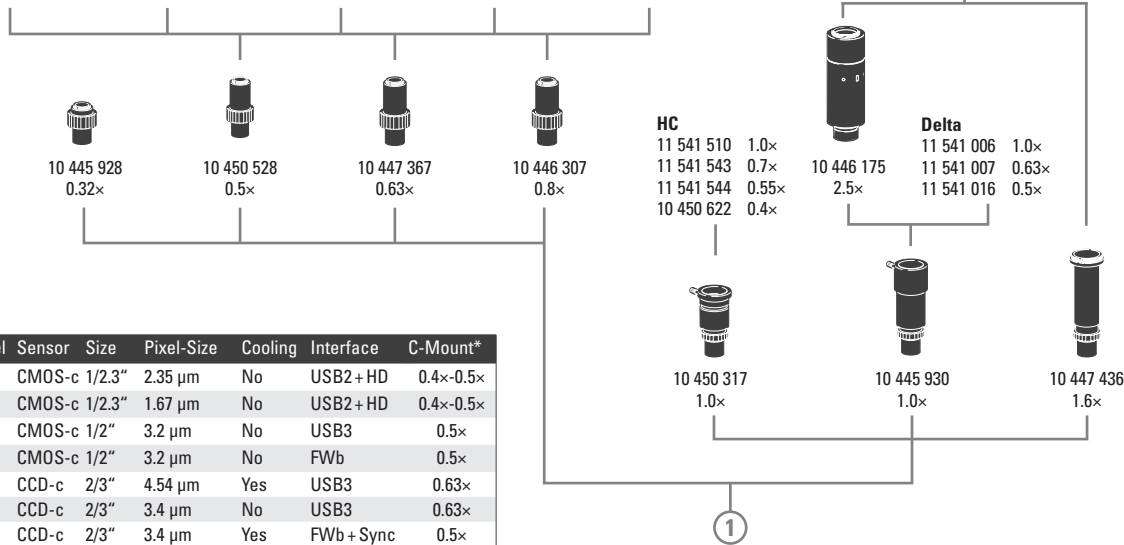 10 445 928
0.32×
10 450 528
0.5×
10 447 367
0.63×
10 446 307
0.8×
HC
11 541 510 1.0×
11 541 543 0.7×
11 541 544 0.55×
10 450 622 0.4×
10 446 175
2.5×
Delta
11 541 006 1.0×
11 541 007 0.63×
11 541 016 0.5×
10 450 317
1.0×
10 445 930
1.0×
10 447 436
1.6×
Sensor Size Pixel-Size Cooling Interface C-Mount*
CMOS-c 1/2.3“ 2.35 µm No USB2+HD 0.4×-0.5×
CMOS-c 1/2.3“ 1.67 µm No USB2+HD 0.4×-0.5×
CMOS-c 1/2“ 3.2 µm No USB3 0.5×
CMOS-c 1/2“ 3.2 µm No FWb 0.5×
CCD-c 2/3“ 4.54 µm Yes USB3 0.63×
CCD-c 2/3“ 3.4 µm No USB3 0.63×
CCD-c 2/3“ 3.4 µm Yes FWb+Sync 0.5×
1